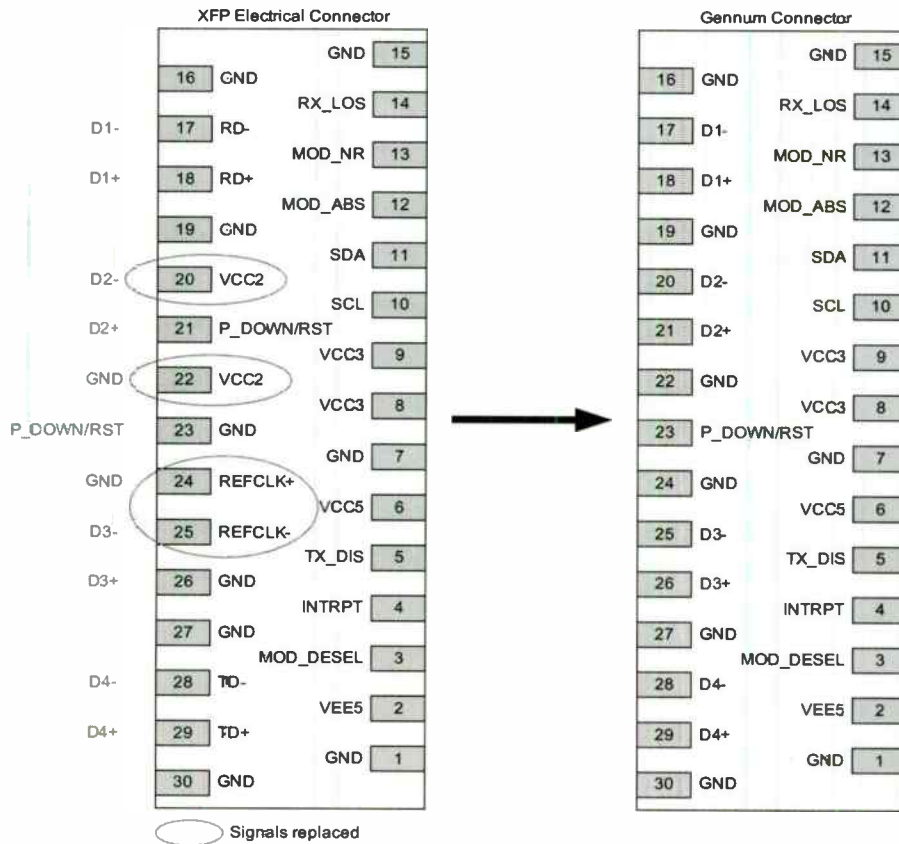 XFP Electrical Connector
GND 15
16 GND
RX_LOS 14
D1- 17 RD-
MOD_NR 13
D1+ 18 RD+
MOD_ABS 12
19 GND
SDA 11
D2- 20 VCC2
SCL 10
D2+ 21 P_DOWN/RST
VCC3 9
GND 22 VCC2
VCC3 8
P_DOWN/RST 23 GND
GND 7
GND 24 REFCLK+
VCC5 6
D3- 25 REFCLK-
TX_DIS 5
D3+ 26 GND
INTRPT 4
27 GND
MOD_DESEL 3
D4- 28 TD-
VEE5 2
D4+ 29 TD+
GND 1
30 GND
Signals replaced
Gennum Connector
GND 15
16 GND
RX_LOS 14
17 D1-
MOD_NR 13
18 D1+
MOD_ABS 12
19 GND
SDA 11
20 D2-
SCL 10
21 D2+
VCC3 9
22 GND
VCC3 8
23 P_DOWN/RST
GND 7
24 GND
VCC5 6
25 D3-
TX_DIS 5
26 D3+
INTRPT 4
27 GND
MOD_DESEL 3
28 D4-
VEE5 2
29 D4+
GND 1
30 GND